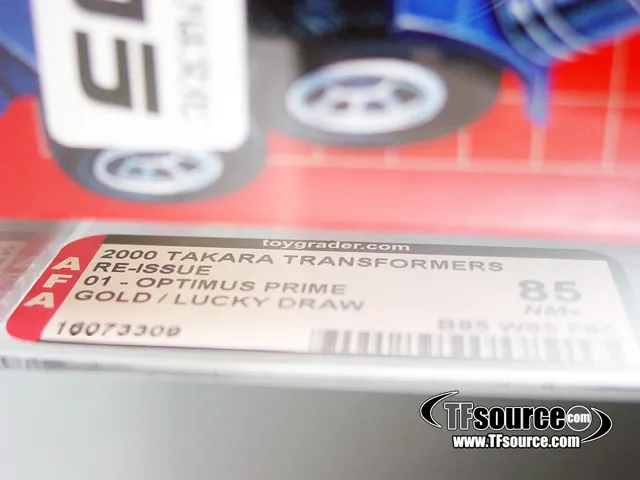 toygrader.com
AFA
2000 TAKARA TRANSFORMERS
RE-ISSUE
01 - OPTIMUS PRIME
GOLD / LUCKY DRAW
85
NM+
16073309
B85 W85 F85
TFsource.com
www.TFsource.com